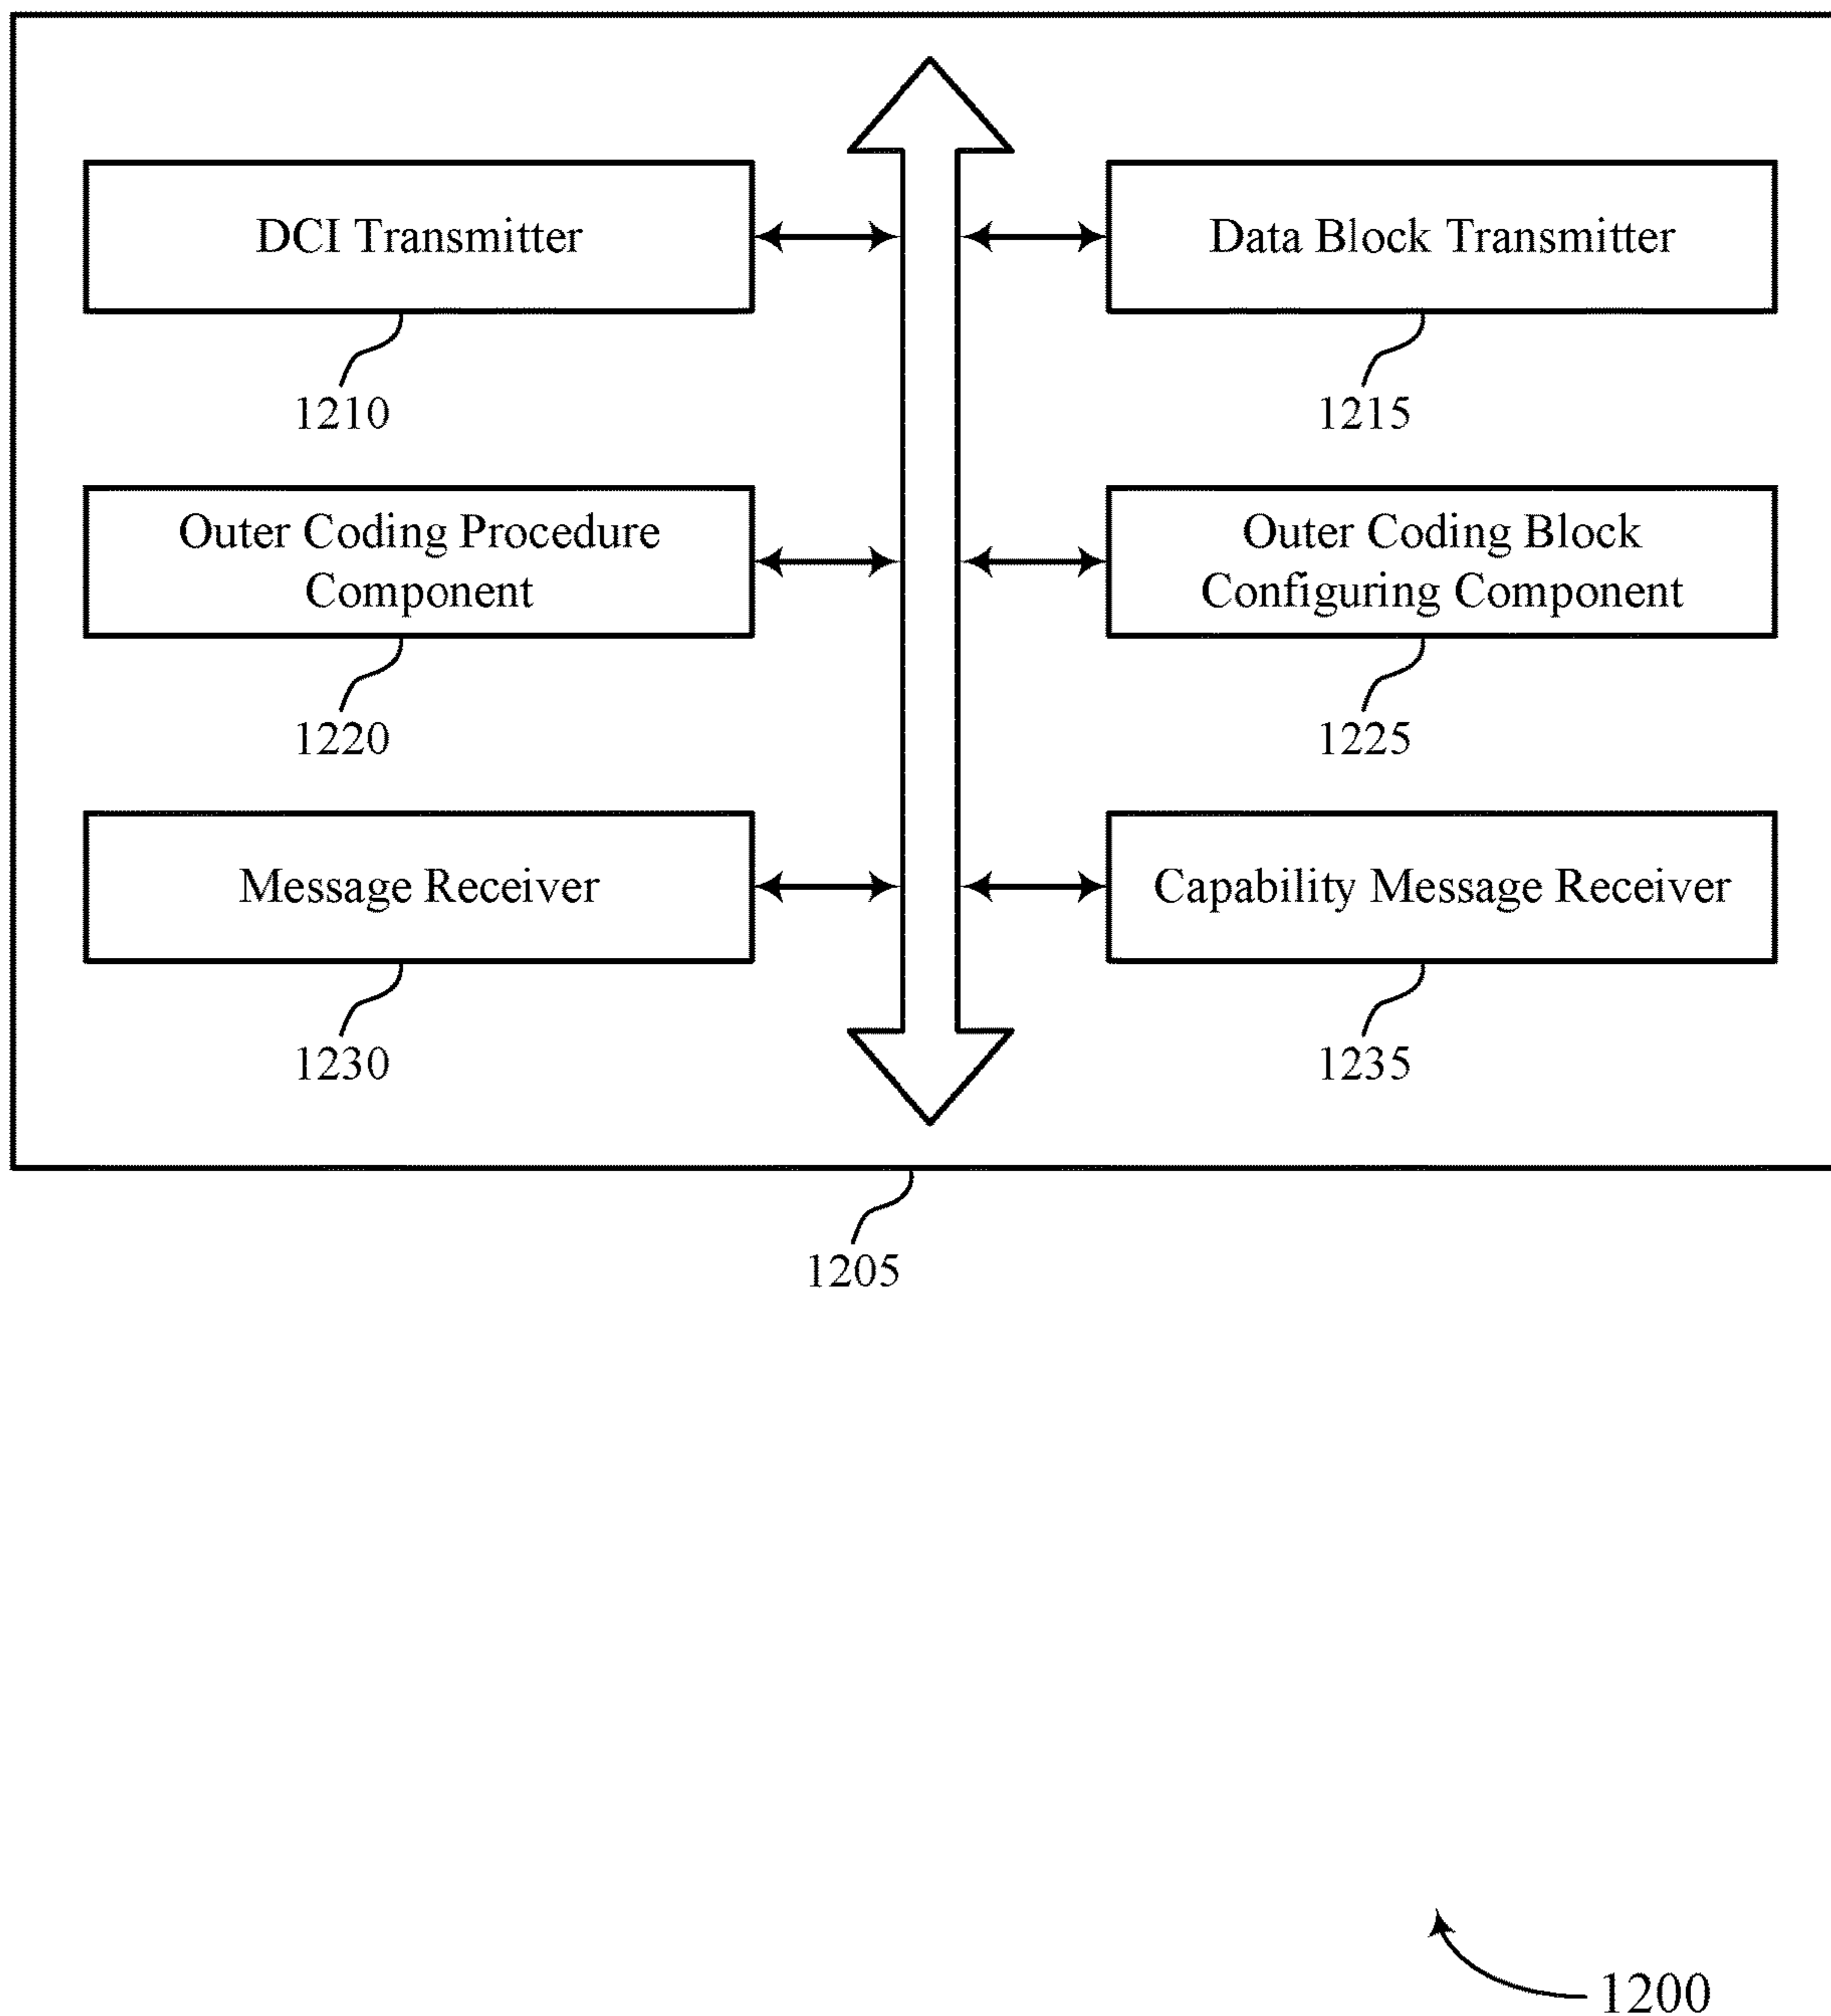 DCI Transmitter
1210
Data Block Transmitter
1215
Outer Coding Procedure
Component
1220
Outer Coding Block
Configuring Component
1225
Message Receiver
1230
Capability Message Receiver
1235
1205
1200